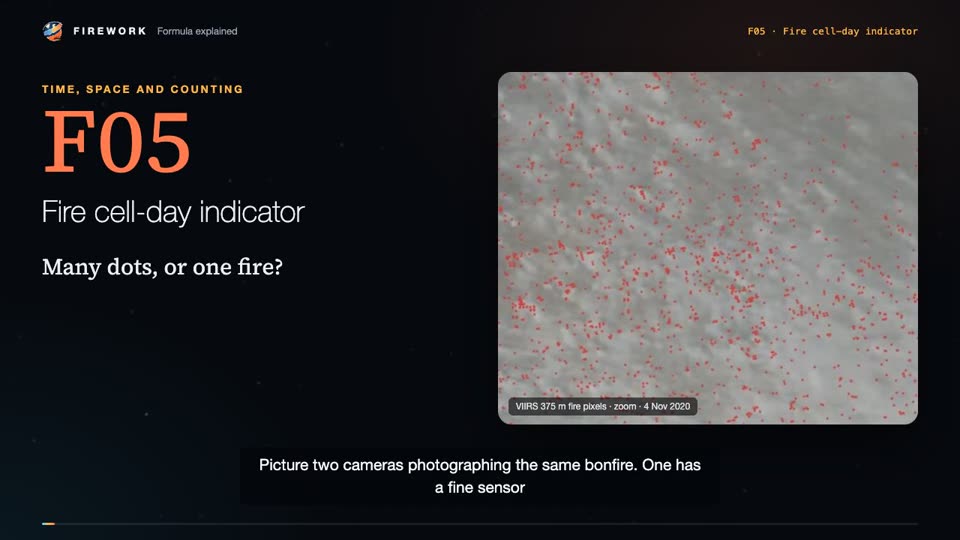 FIREWORK Formula explained
F05 · Fire cell-day indicator
TIME, SPACE AND COUNTING
F05
Fire cell-day indicator
Many dots, or one fire?
VIIRS 375 m fire pixels · zoom · 4 Nov 2020
Picture two cameras photographing the same bonfire. One has
a fine sensor